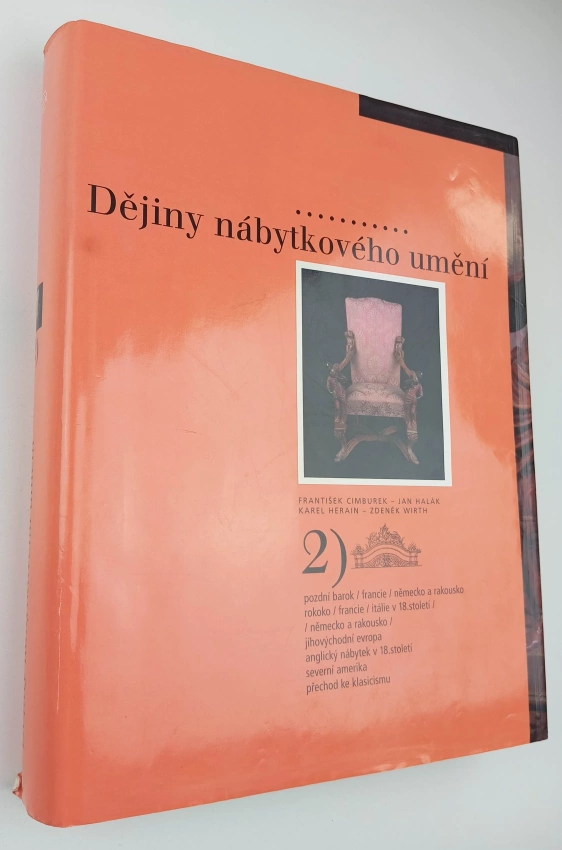 Dějiny nábytkového umění
FRANTIŠEK CIMBUREK – JAN HALÁK
KAREL HERAIN – ZDENĚK WIRTH
2)
pozdní barok / francie / německo a rakousko
rokoko / francie / itálie v 18.století /
/ německo a rakousko /
jihovýchodní evropa
anglický nábytek v 18.století
severní amerika
přechod ke klasicismu